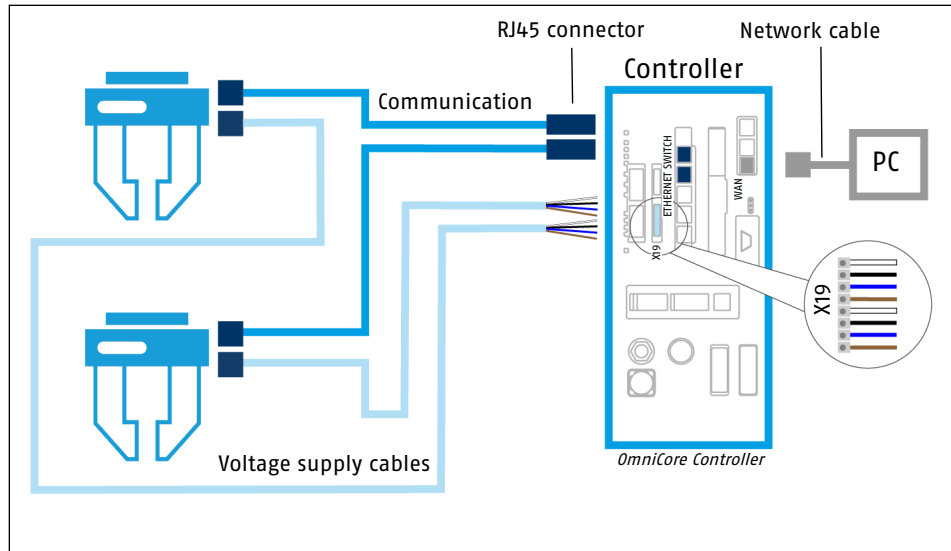 RJ45 connector
Network cable
Controller
Communication
ETHERNET SWITCH
WAN
PC
X19
X19
Voltage supply cables
OmniCore Controller